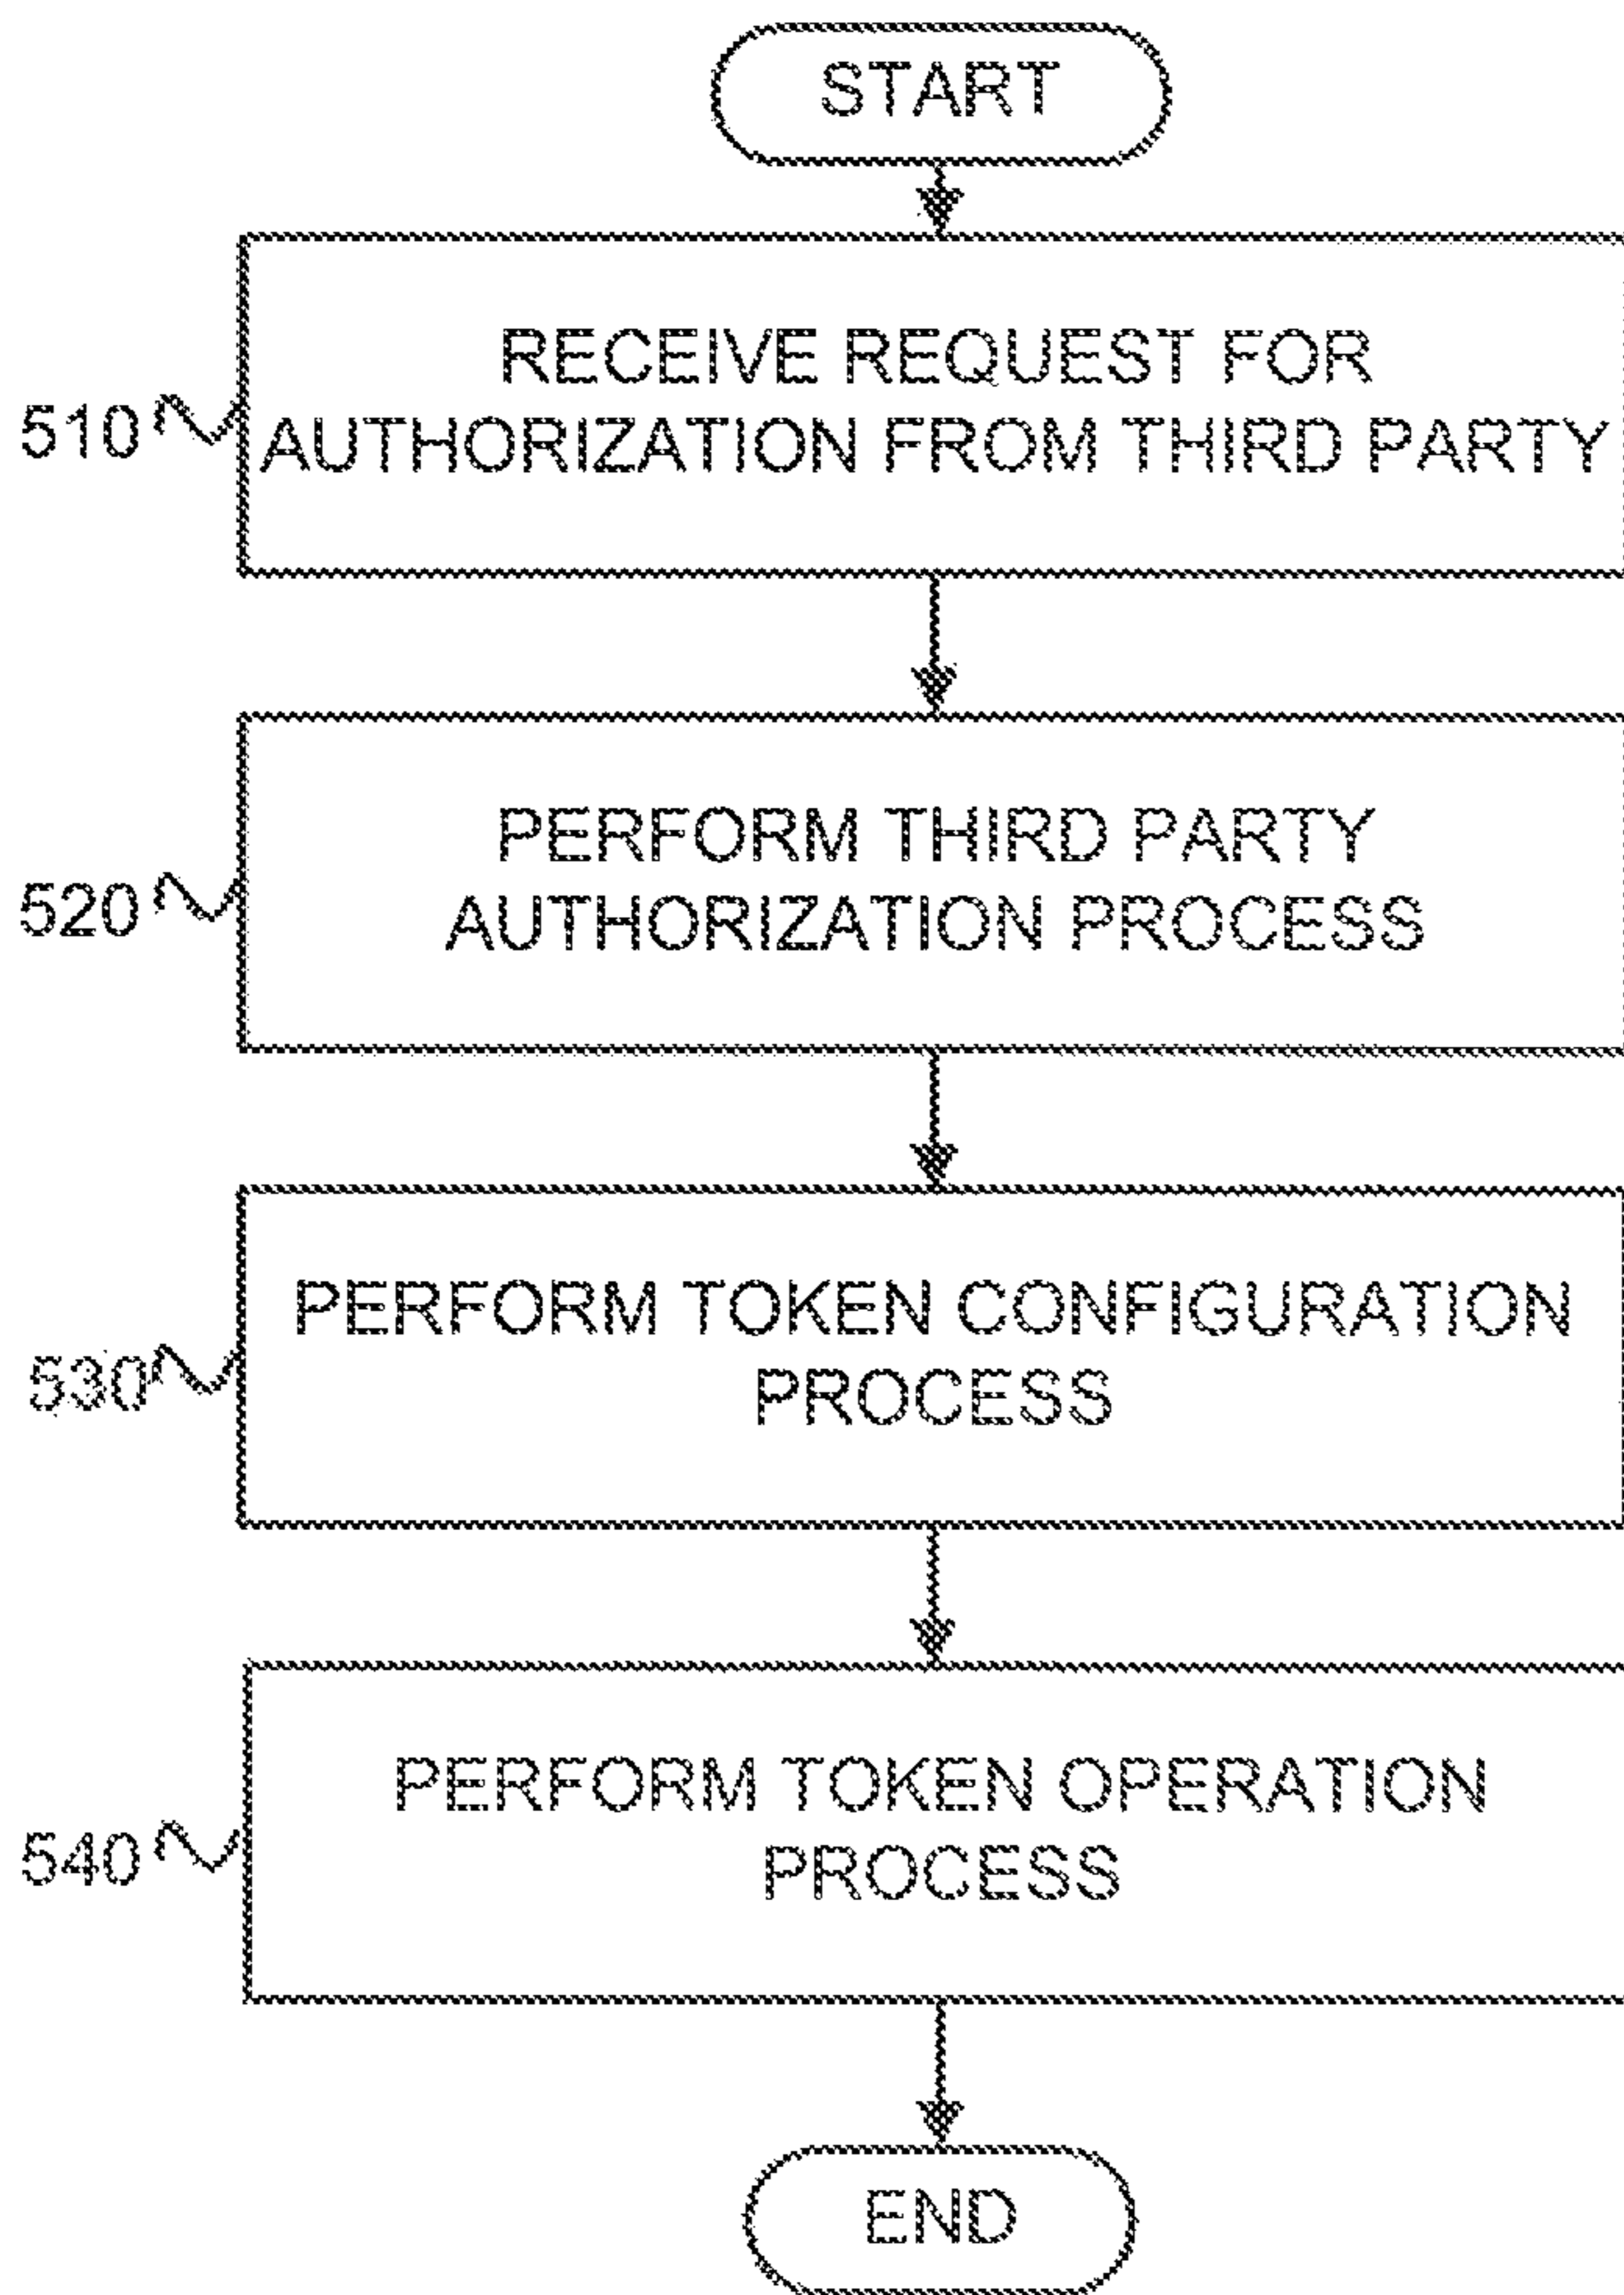 START
RECEIVE REQUEST FOR
510
AUTHORIZATION FROM THIRD PARTY
PERFORM THIRD PARTY
520
AUTHORIZATION PROCESS
PERFORM TOKEN CONFIGURATION
530
PROCESS
PERFORM TOKEN OPERATION
540
PROCESS
END